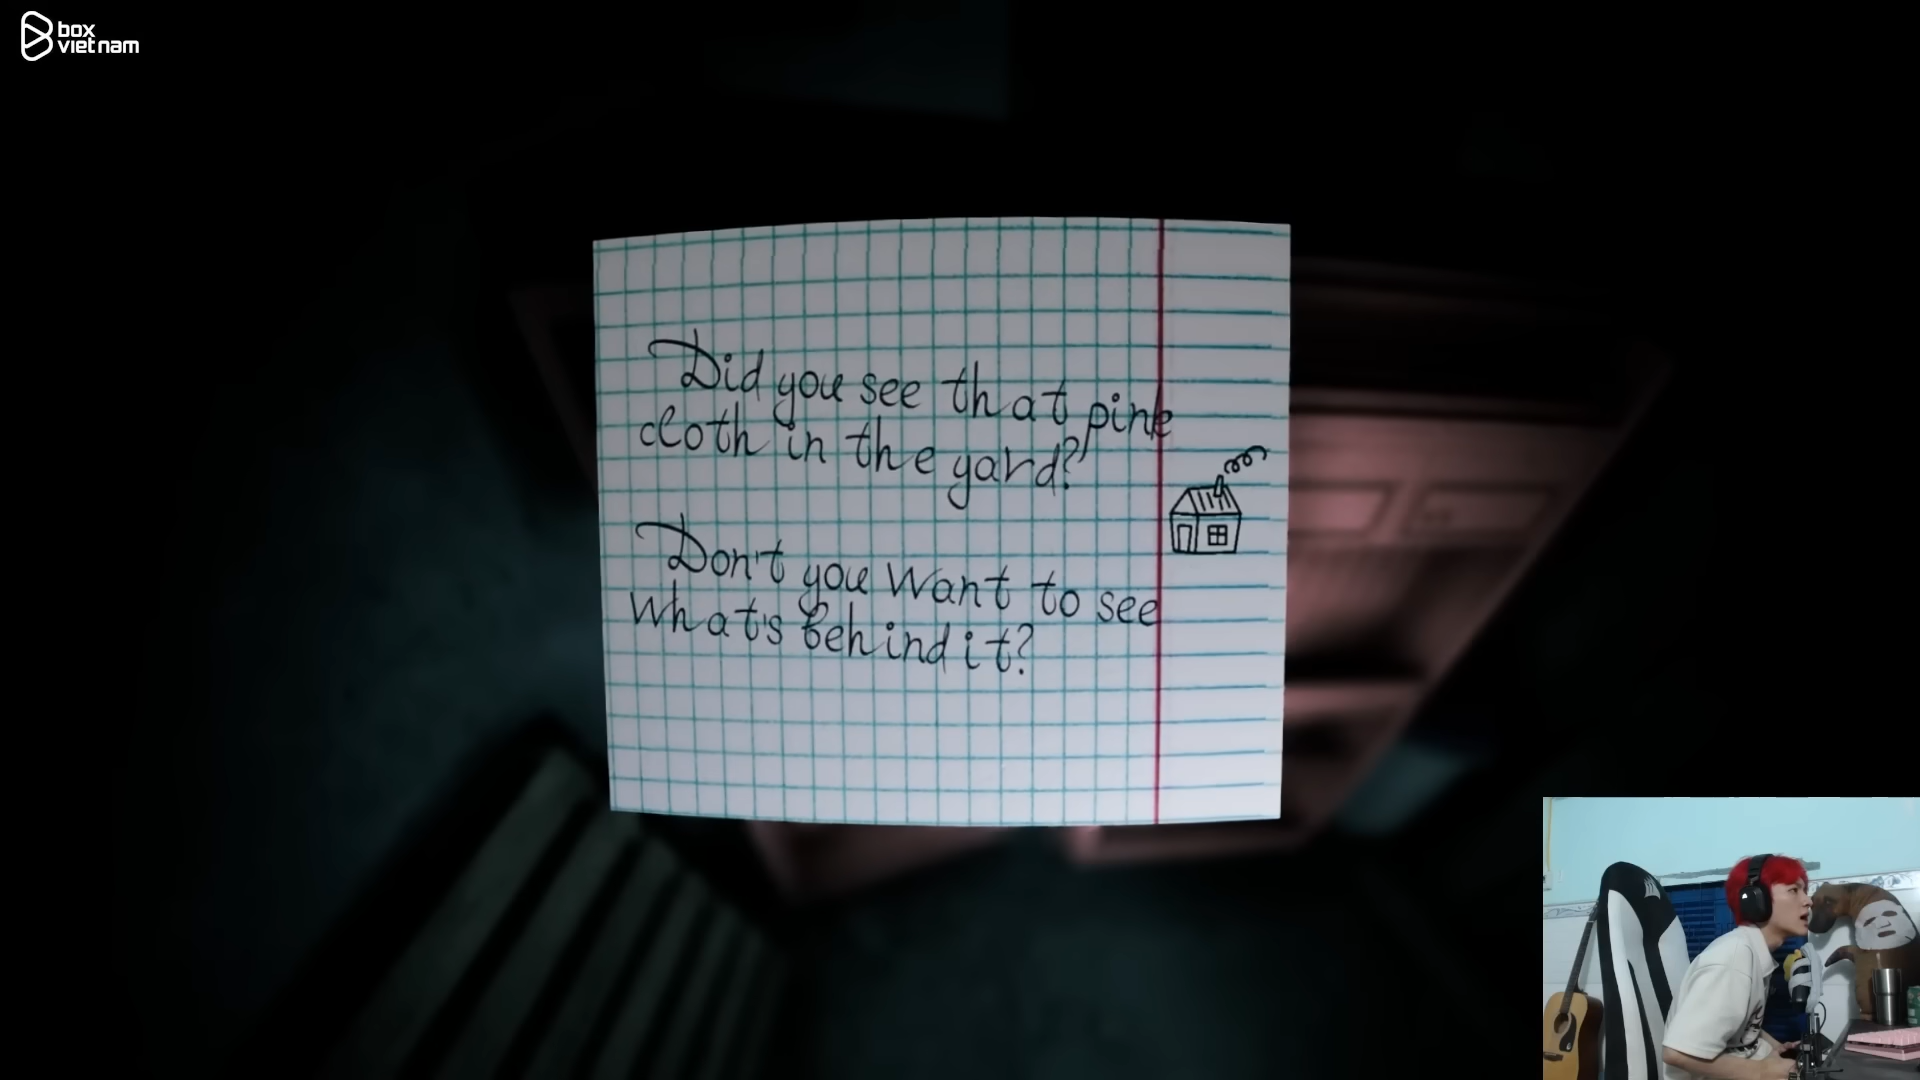 box
vietnam
Did you see that pink
cloth in the yard?
Don't you want to see
what's behind it?